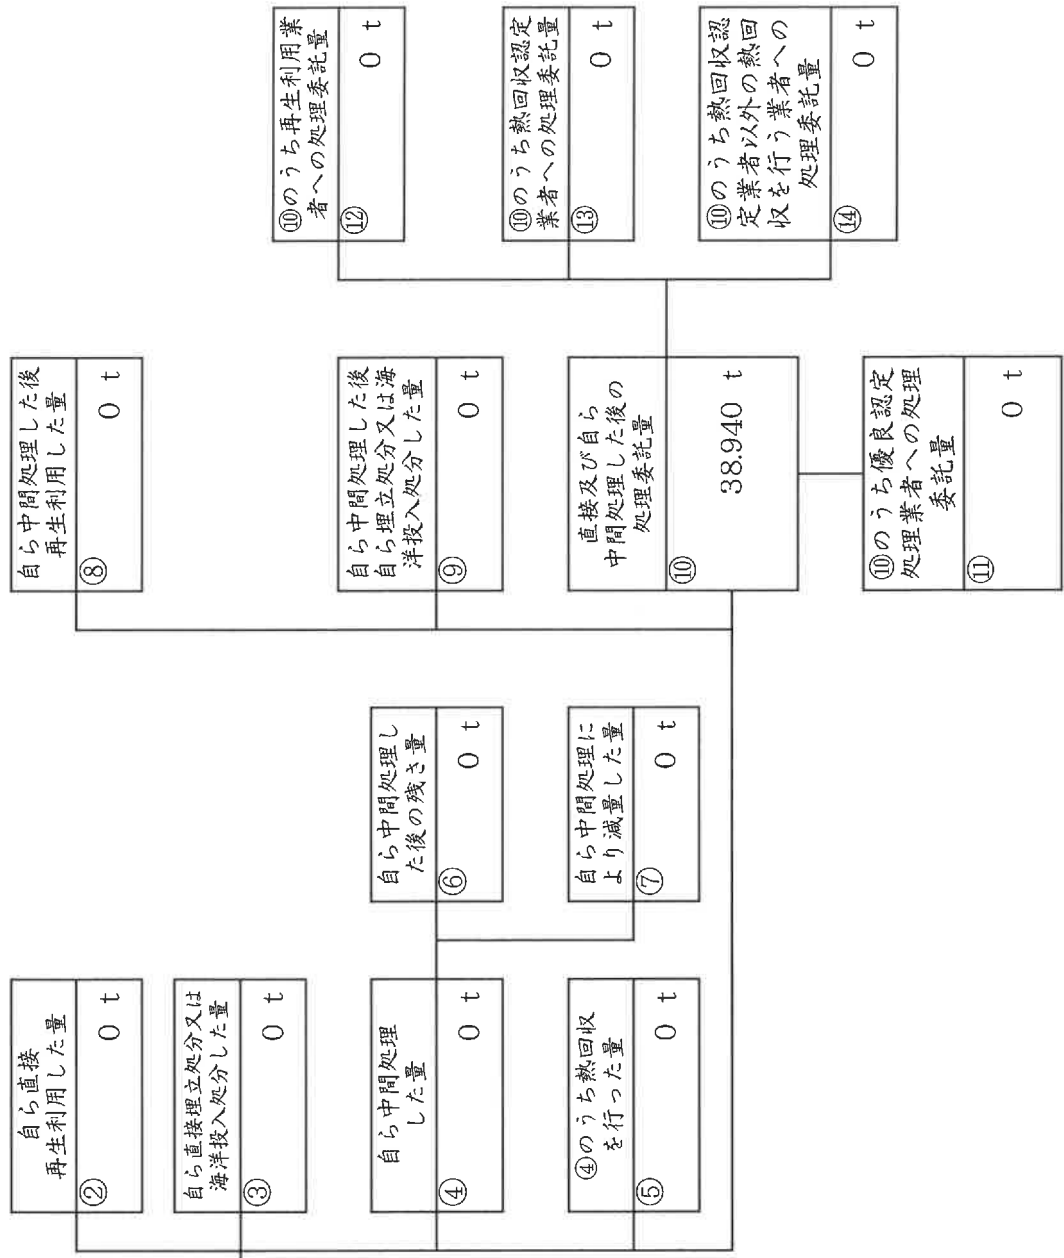 自ら直接
再生利用した量
② 0 t
自ら直接埋立処分又は
海洋投入処分した量
③ 0 t
自ら中間処理
した量
④ 0 t
④のうち熱回収
を行った量
⑤ 0 t
自ら中間処理し
た後の残さ量
⑥ 0 t
自ら中間処理に
より減量した量
⑦ 0 t
自ら中間処理した後
再生利用した量
⑧ 0 t
自ら中間処理した後
自ら埋立処分又は海
洋投入処分した量
⑨ 0 t
直接及び自ら
中間処理した後の
処理委託量
⑩ 38.940 t
⑩のうち優良認定
処理業者への処理
委託量
⑪ 0 t
⑩のうち再生利用業
者への処理委託量
⑫ 0 t
⑩のうち熱回収認定
業者への処理委託量
⑬ 0 t
⑩のうち熱回収認
定業者以外の熱回
収を行う業者への
処理委託量
⑭ 0 t